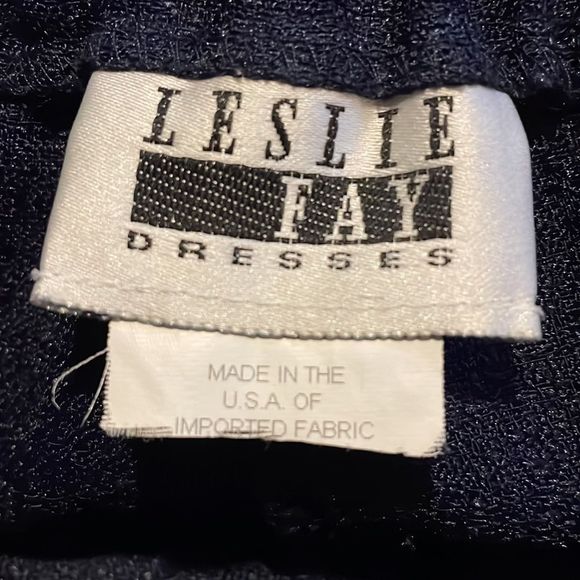 LESLIE
FAY
DRESSES
MADE IN THE
U.S.A. OF
IMPORTED FABRIC